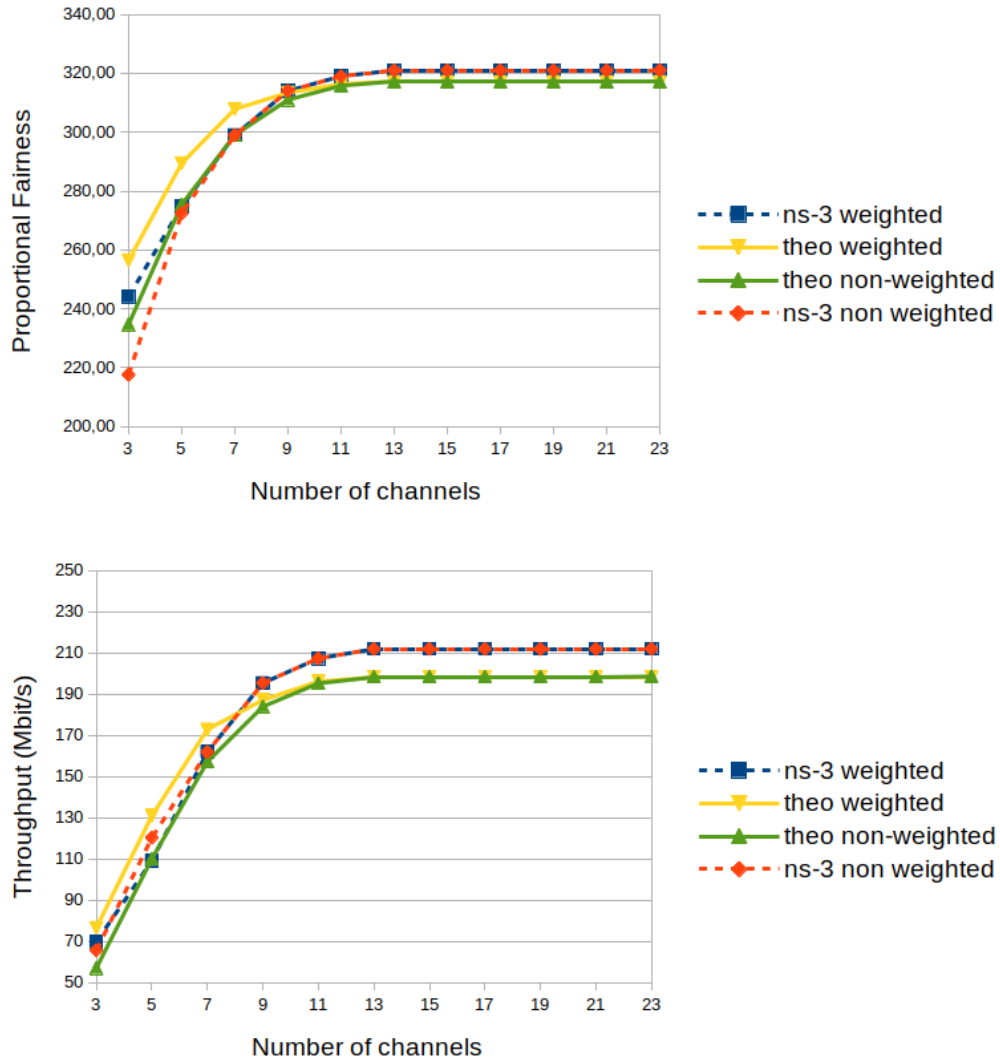 340,00
320,00
300,00
280,00
260,00
240,00
220,00
200,00
Proportional Fairness
3 5 7 9 11 13 15 17 19 21 23
Number of channels
ns-3 weighted
theo weighted
theo non-weighted
ns-3 non weighted
250
230
210
190
170
150
130
110
90
70
50
Throughput (Mbit/s)
3 5 7 9 11 13 15 17 19 21 23
Number of channels
ns-3 weighted
theo weighted
theo non-weighted
ns-3 non weighted